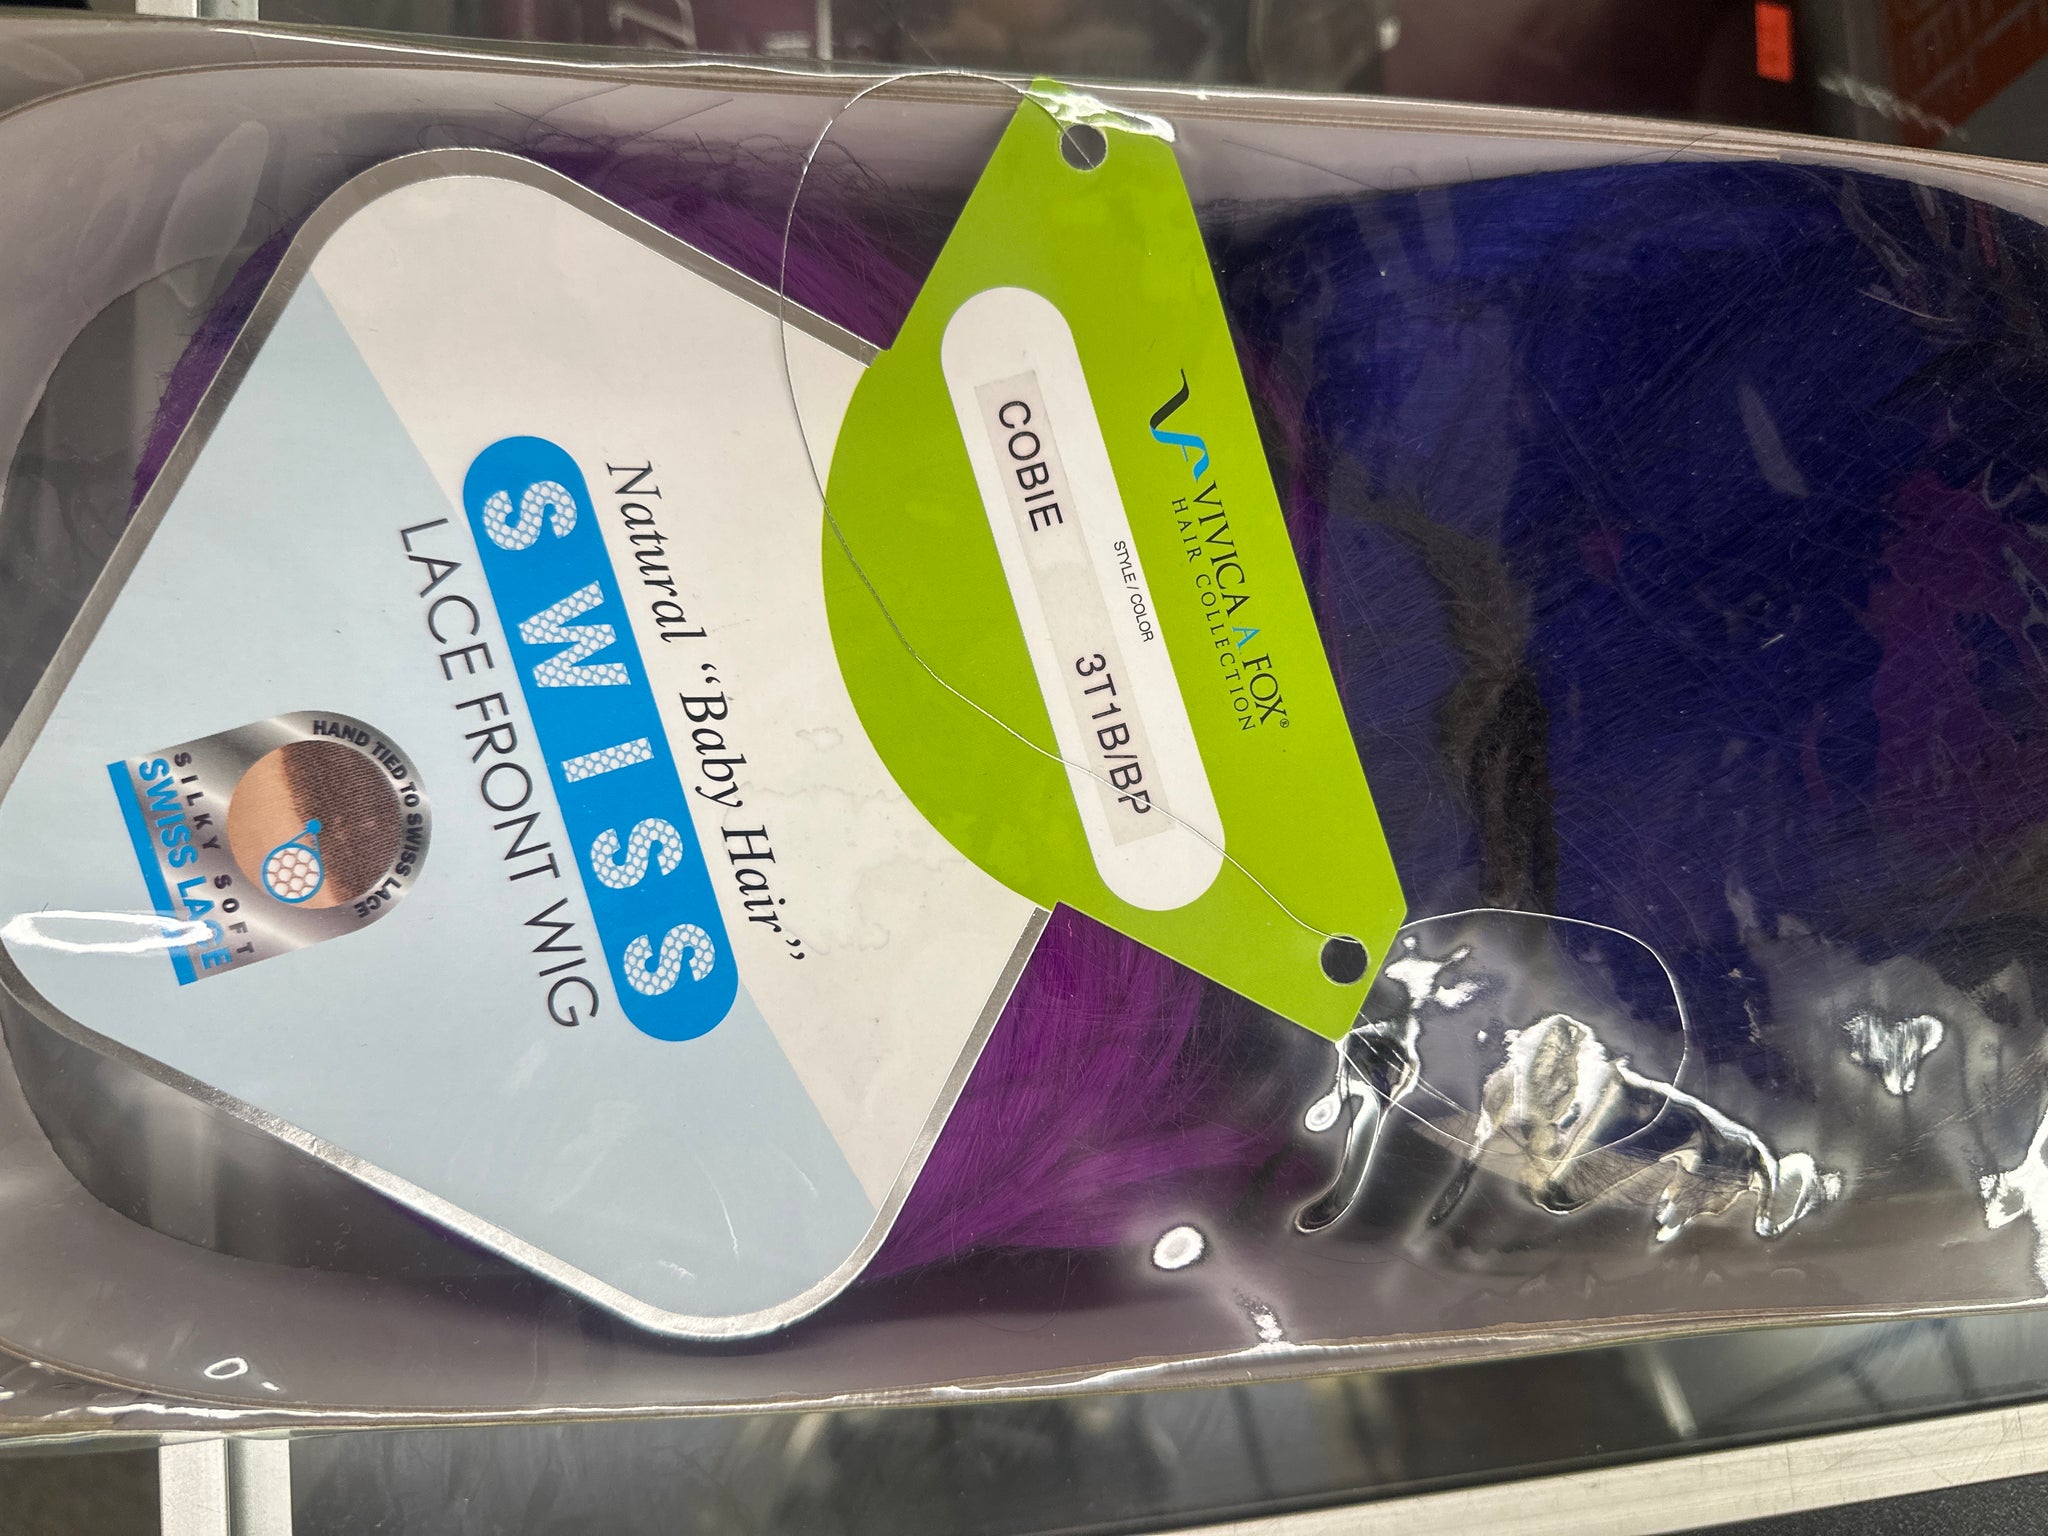 VIVICA A FOX®
HAIR COLLECTION
STYLE / COLOR
COBIE 3T1B/BP
Natural “Baby Hair”
SWISS
LACE FRONT WIG
HAND TIED TO SWISS LACE
SILKY SOFT
SWISS LACE